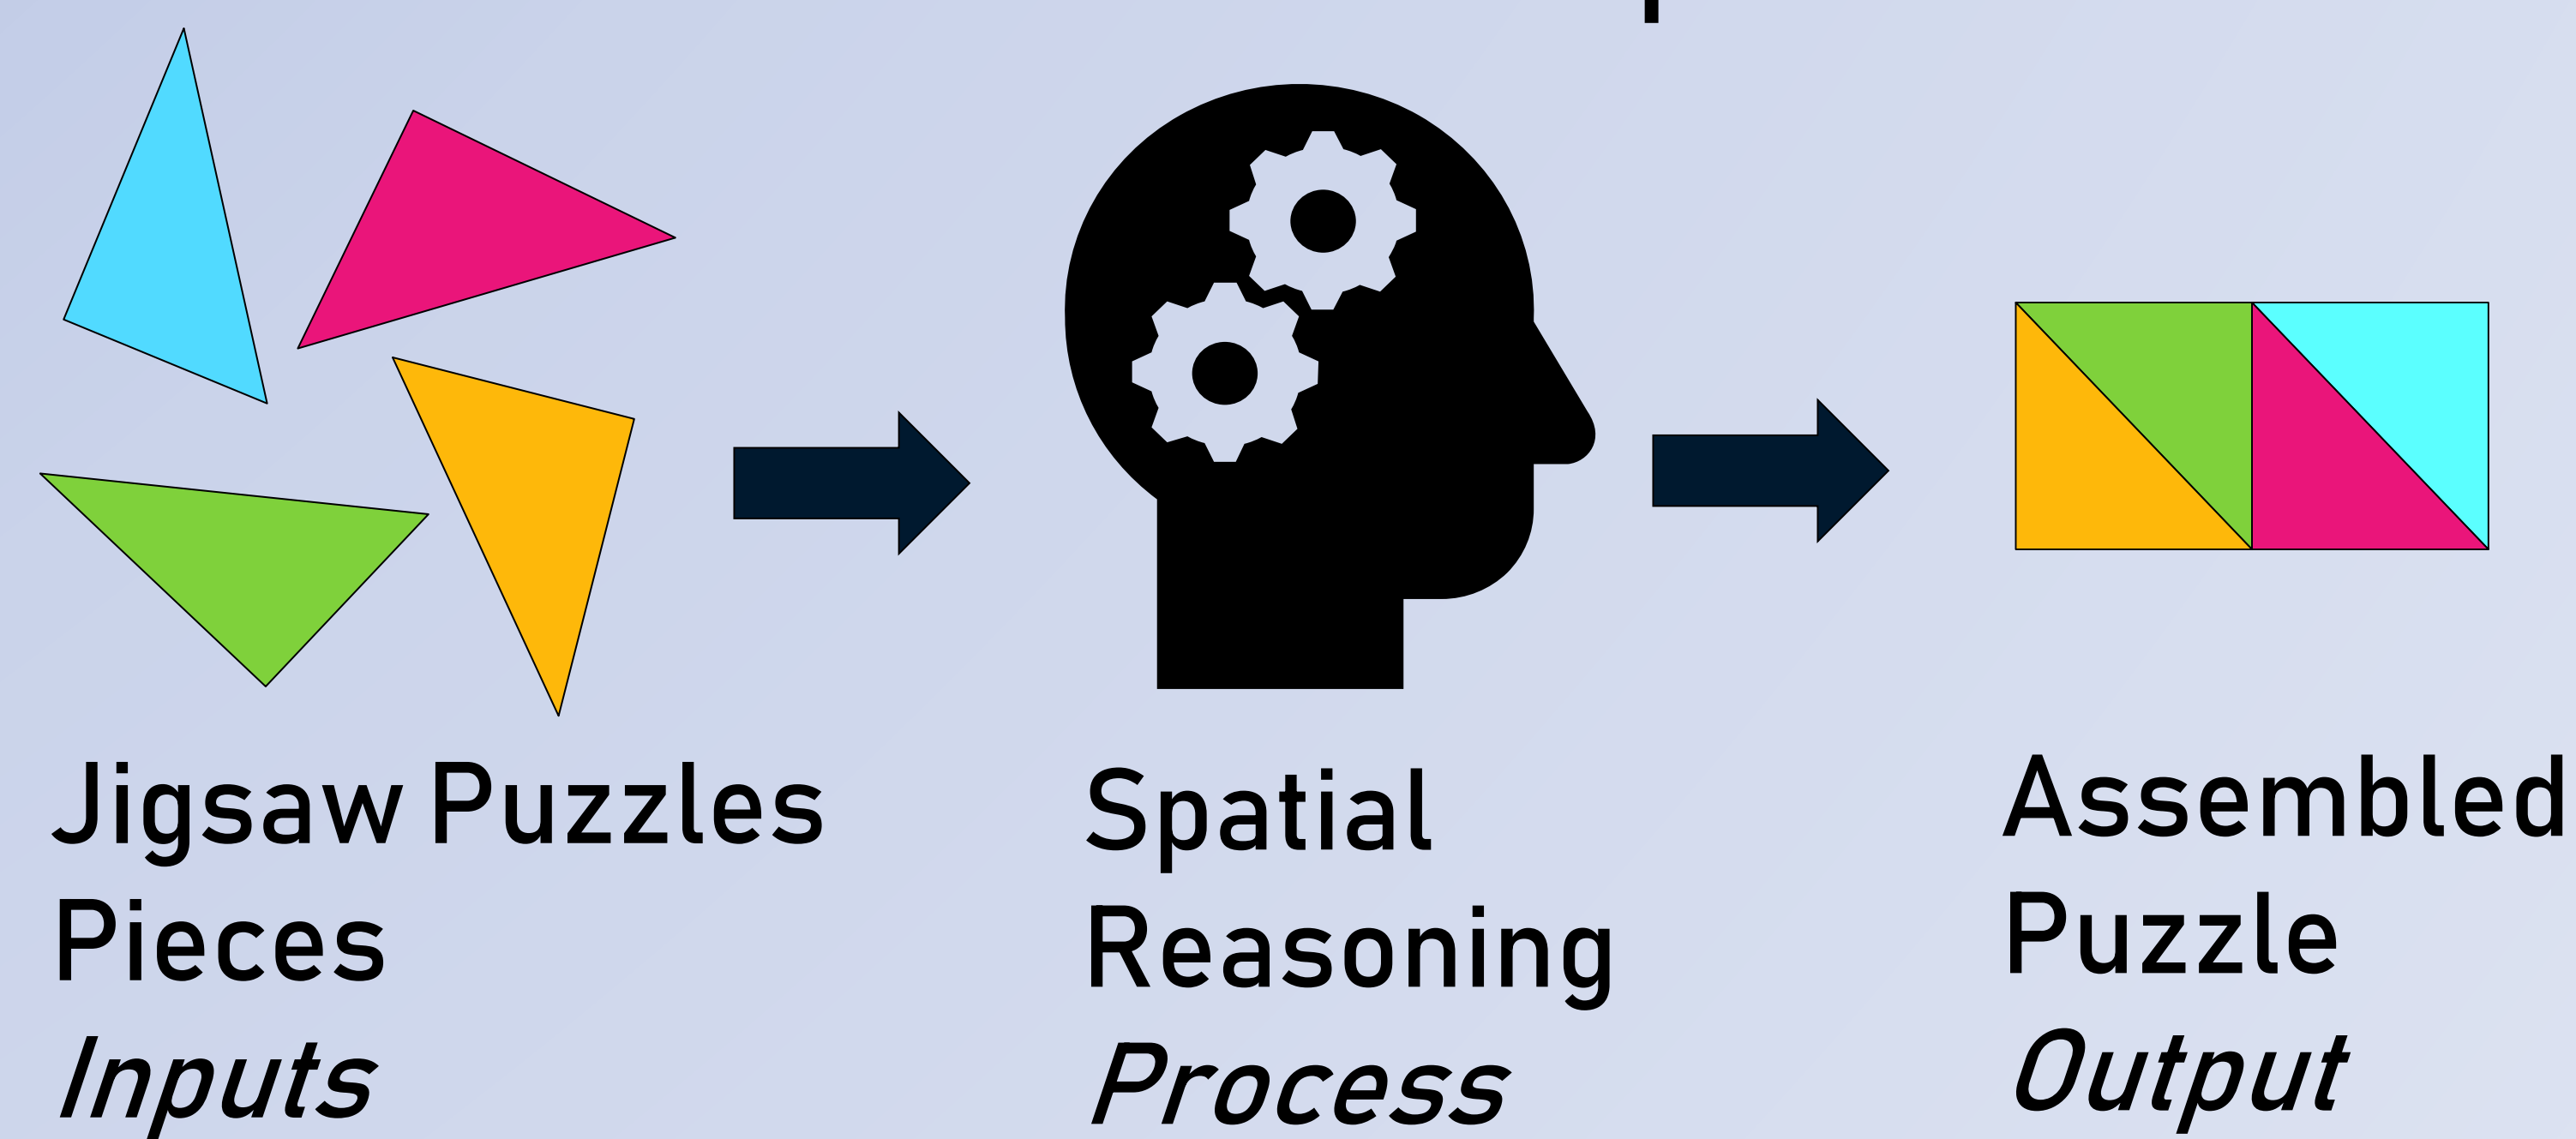 Jigsaw Puzzles
Pieces
Inputs
Spatial
Reasoning
Process
Assembled
Puzzle
Output